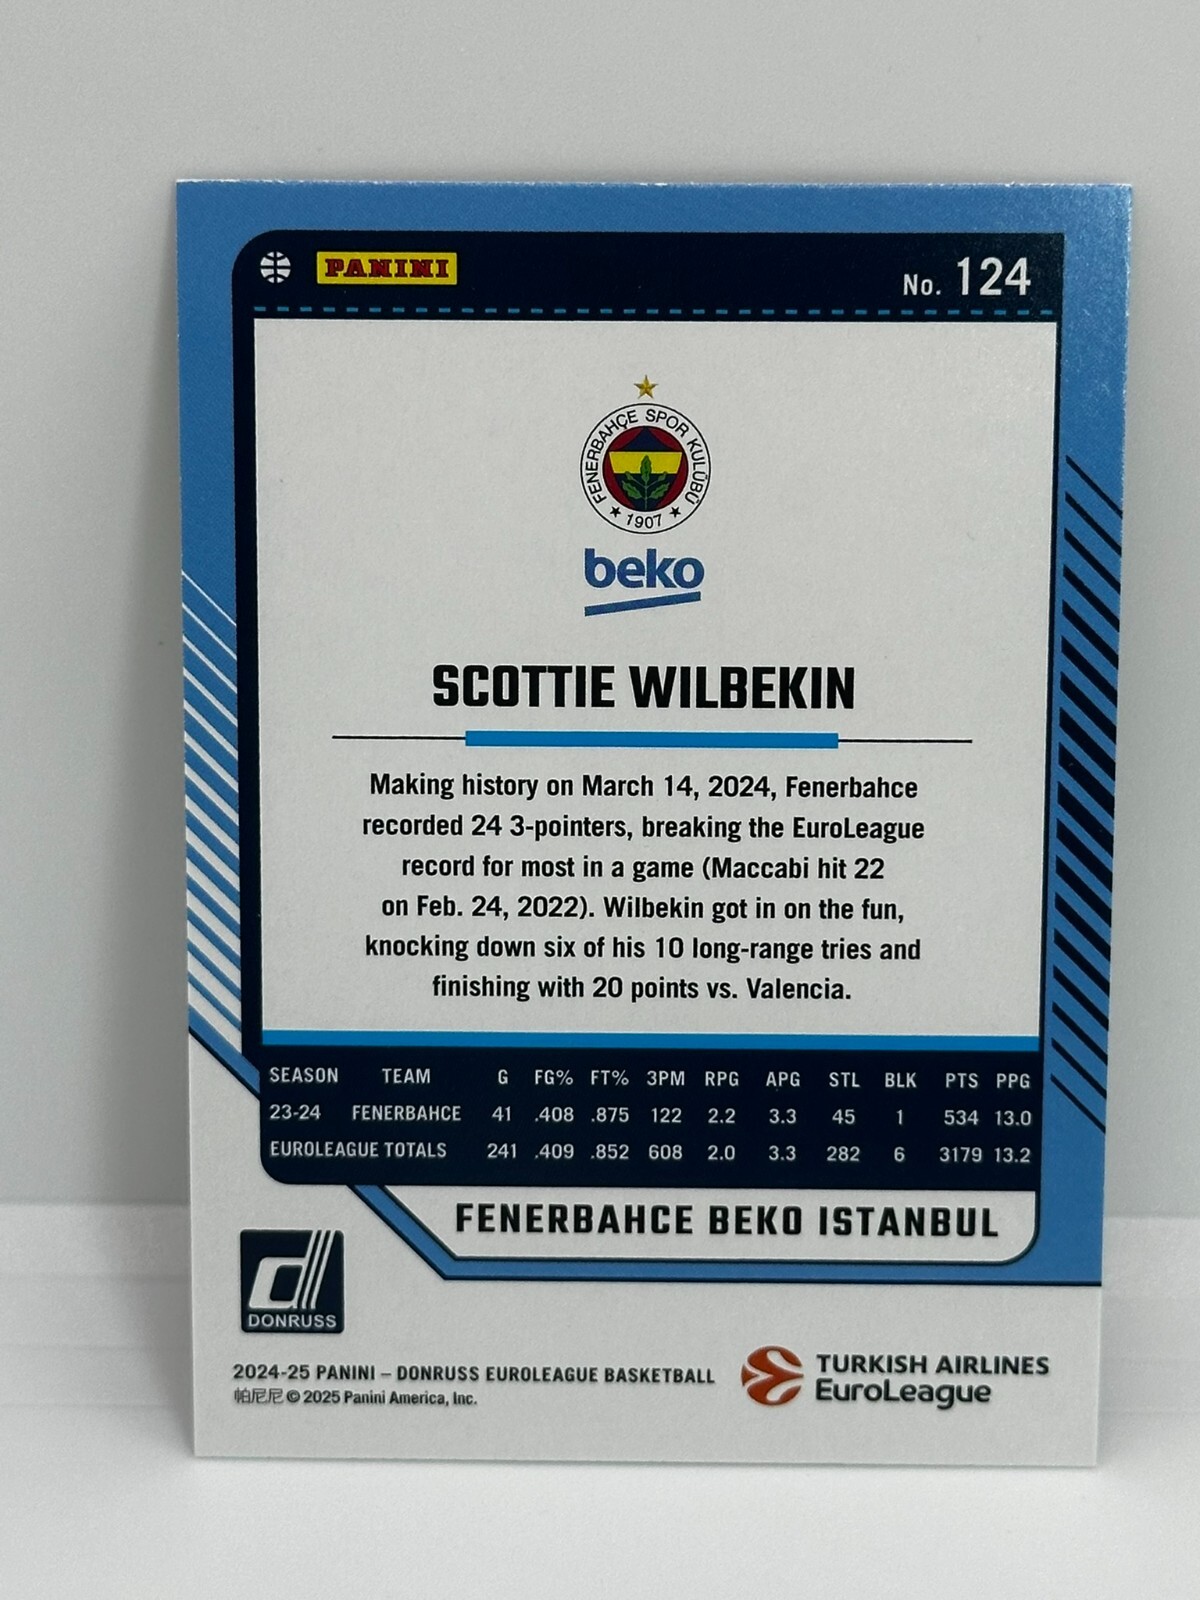 PANINI
No. 124
FENERBAHÇE SPOR KULÜBÜ
★ 1907 ★
beko
SCOTTIE WILBEKIN
Making history on March 14, 2024, Fenerbahce
recorded 24 3-pointers, breaking the EuroLeague
record for most in a game (Maccabi hit 22
on Feb. 24, 2022). Wilbekin got in on the fun,
knocking down six of his 10 long-range tries and
finishing with 20 points vs. Valencia.
SEASON TEAM G FG% FT% 3PM RPG APG STL BLK PTS PPG
23-24 FENERBAHCE 41 .408 .875 122 2.2 3.3 45 1 534 13.0
EUROLEAGUE TOTALS 241 .409 .852 608 2.0 3.3 282 6 3179 13.2
FENERBAHCE BEKO ISTANBUL
d
DONRUSS
2024-25 PANINI – DONRUSS EUROLEAGUE BASKETBALL
帕尼尼 © 2025 Panini America, Inc.
TURKISH AIRLINES
EuroLeague